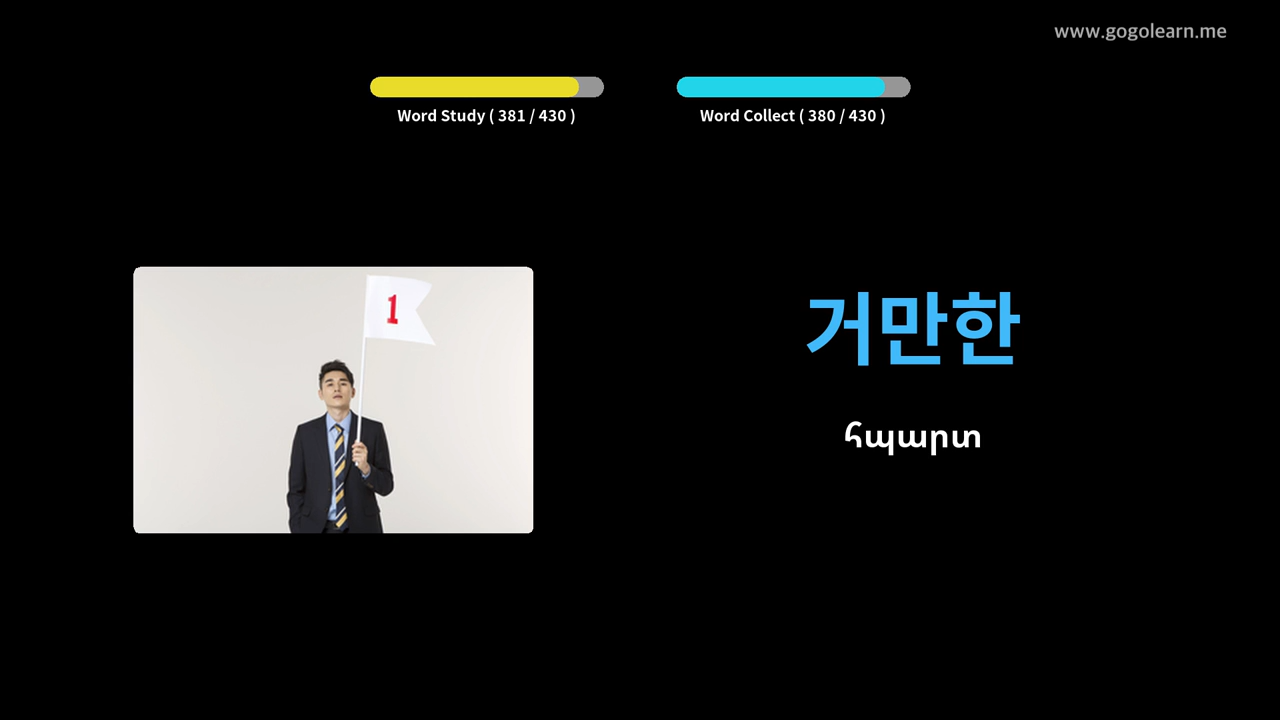 www.gogolearn.me
Word Study ( 381 / 430 )
Word Collect ( 380 / 430 )
1
거만한
հպարտ